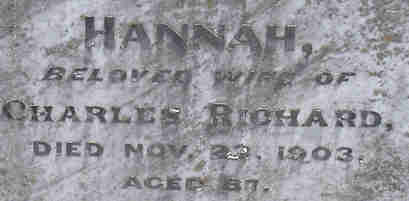 HANNAH,
BELOVED WIFE OF
CHARLES RICHARD,
DIED NOV. 1903,
AGED